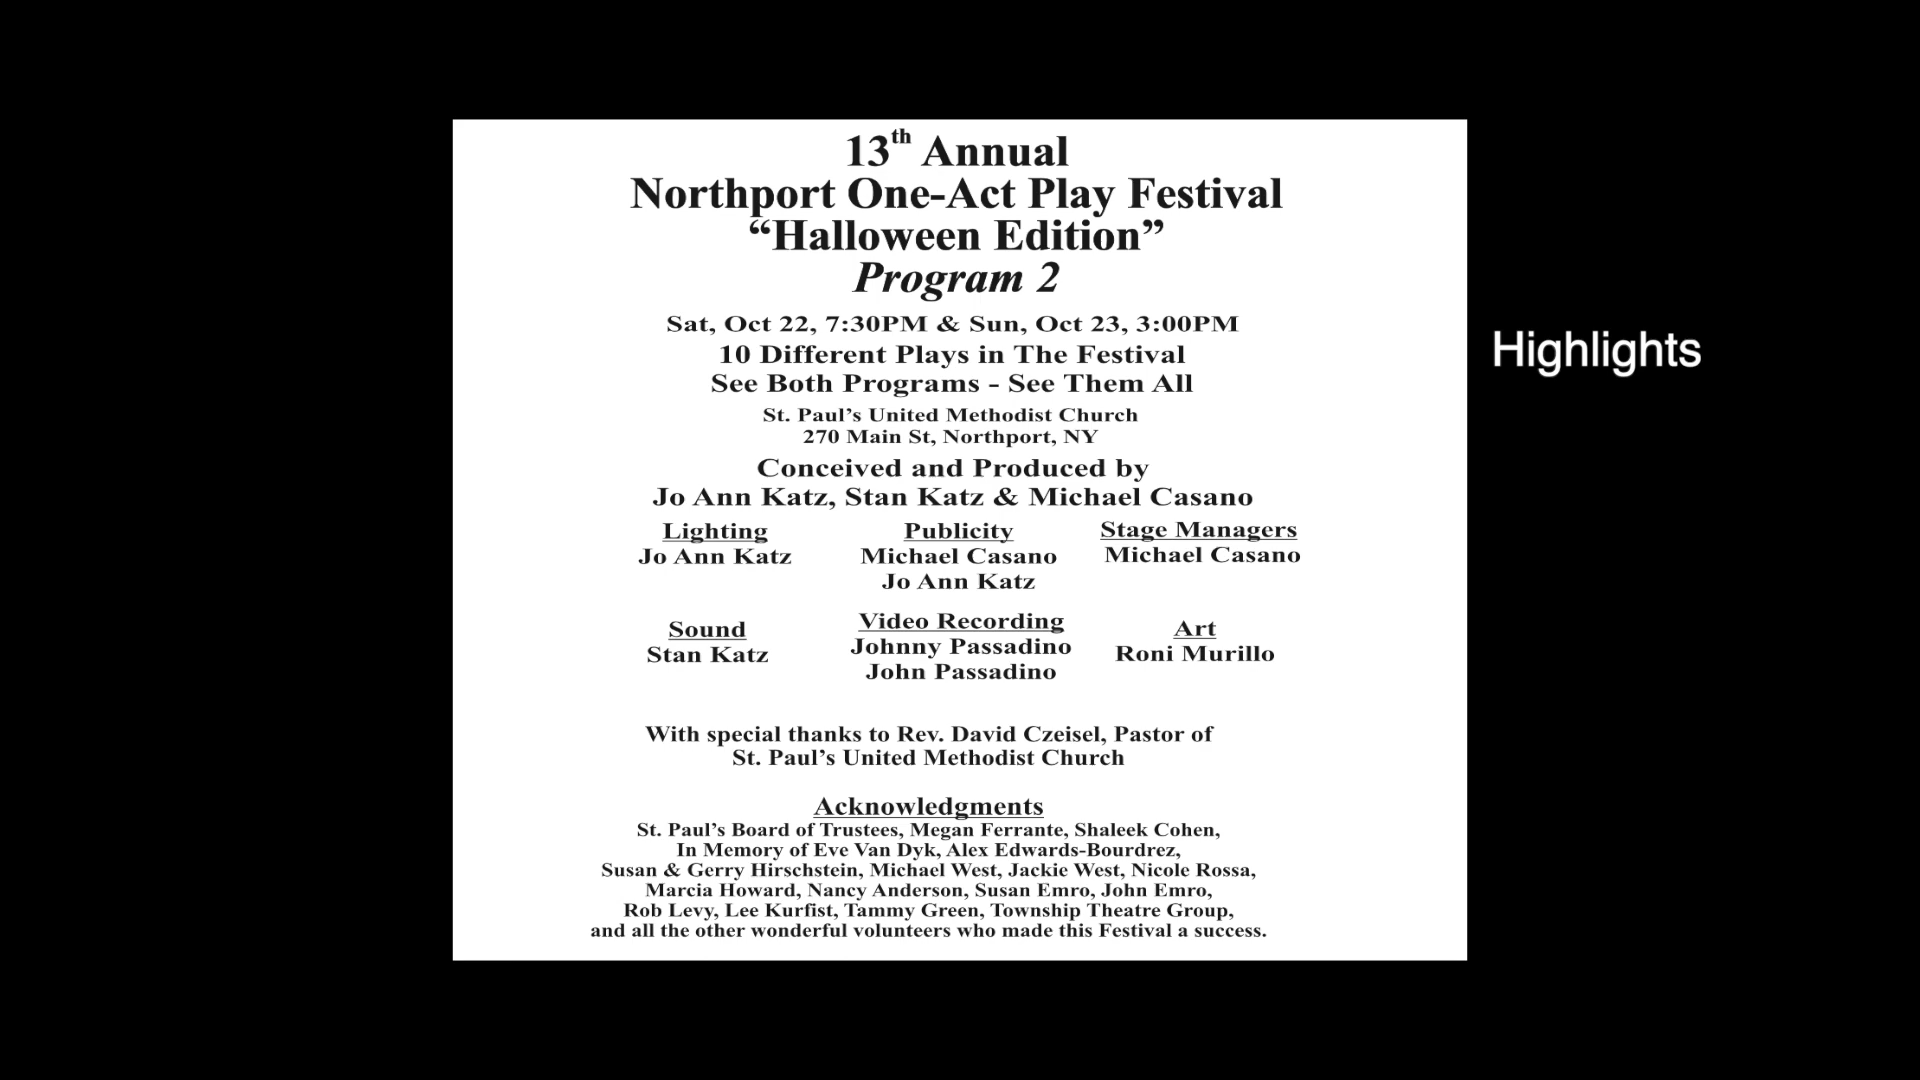 13th Annual
Northport One-Act Play Festival
“Halloween Edition”
Program 2
Sat, Oct 22, 7:30PM & Sun, Oct 23, 3:00PM
10 Different Plays in The Festival
See Both Programs - See Them All
St. Paul’s United Methodist Church
270 Main St, Northport, NY
Conceived and Produced by
Jo Ann Katz, Stan Katz & Michael Casano
Lighting
Jo Ann Katz
Publicity
Michael Casano
Jo Ann Katz
Stage Managers
Michael Casano
Sound
Stan Katz
Video Recording
Johnny Passadino
John Passadino
Art
Roni Murillo
With special thanks to Rev. David Czeisel, Pastor of
St. Paul’s United Methodist Church
Acknowledgments
St. Paul’s Board of Trustees, Megan Ferrante, Shaleek Cohen,
In Memory of Eve Van Dyk, Alex Edwards-Bourdrez,
Susan & Gerry Hirschstein, Michael West, Jackie West, Nicole Rossa,
Marcia Howard, Nancy Anderson, Susan Emro, John Emro,
Rob Levy, Lee Kurfist, Tammy Green, Township Theatre Group,
and all the other wonderful volunteers who made this Festival a success.
Highlights